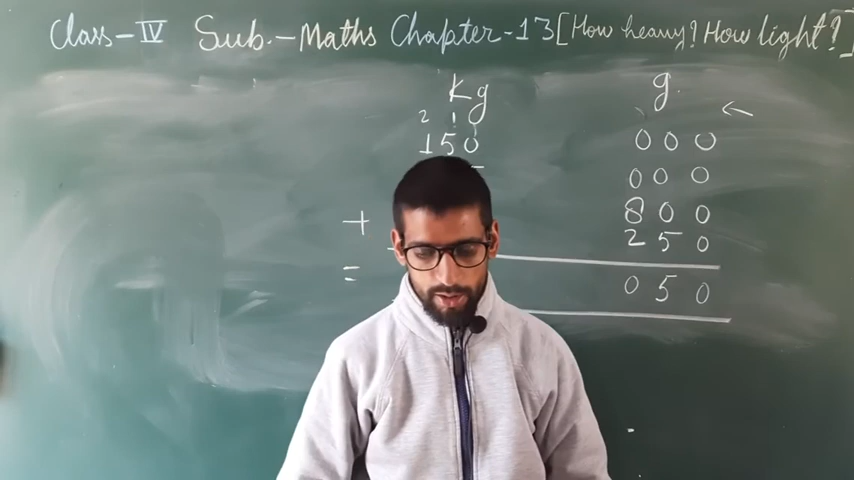 Class-IV Sub.-Maths Chapter-13 [How heavy? How light?]
Kg g.
2 1 1
150 000
000
+ 800
250
= 050